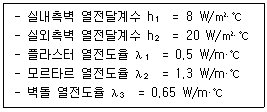 - 실내측벽 열전달계수 h₁ = 8 W/m²·℃
- 실외측벽 열전달계수 h₂ = 20 W/m²·℃
- 플라스터 열전도율 λ₁ = 0,5 W/m·℃
- 모르타르 열전도율 λ₂ = 1,3 W/m·℃
- 벽돌 열전도율 λ₃ = 0,65 W/m·℃